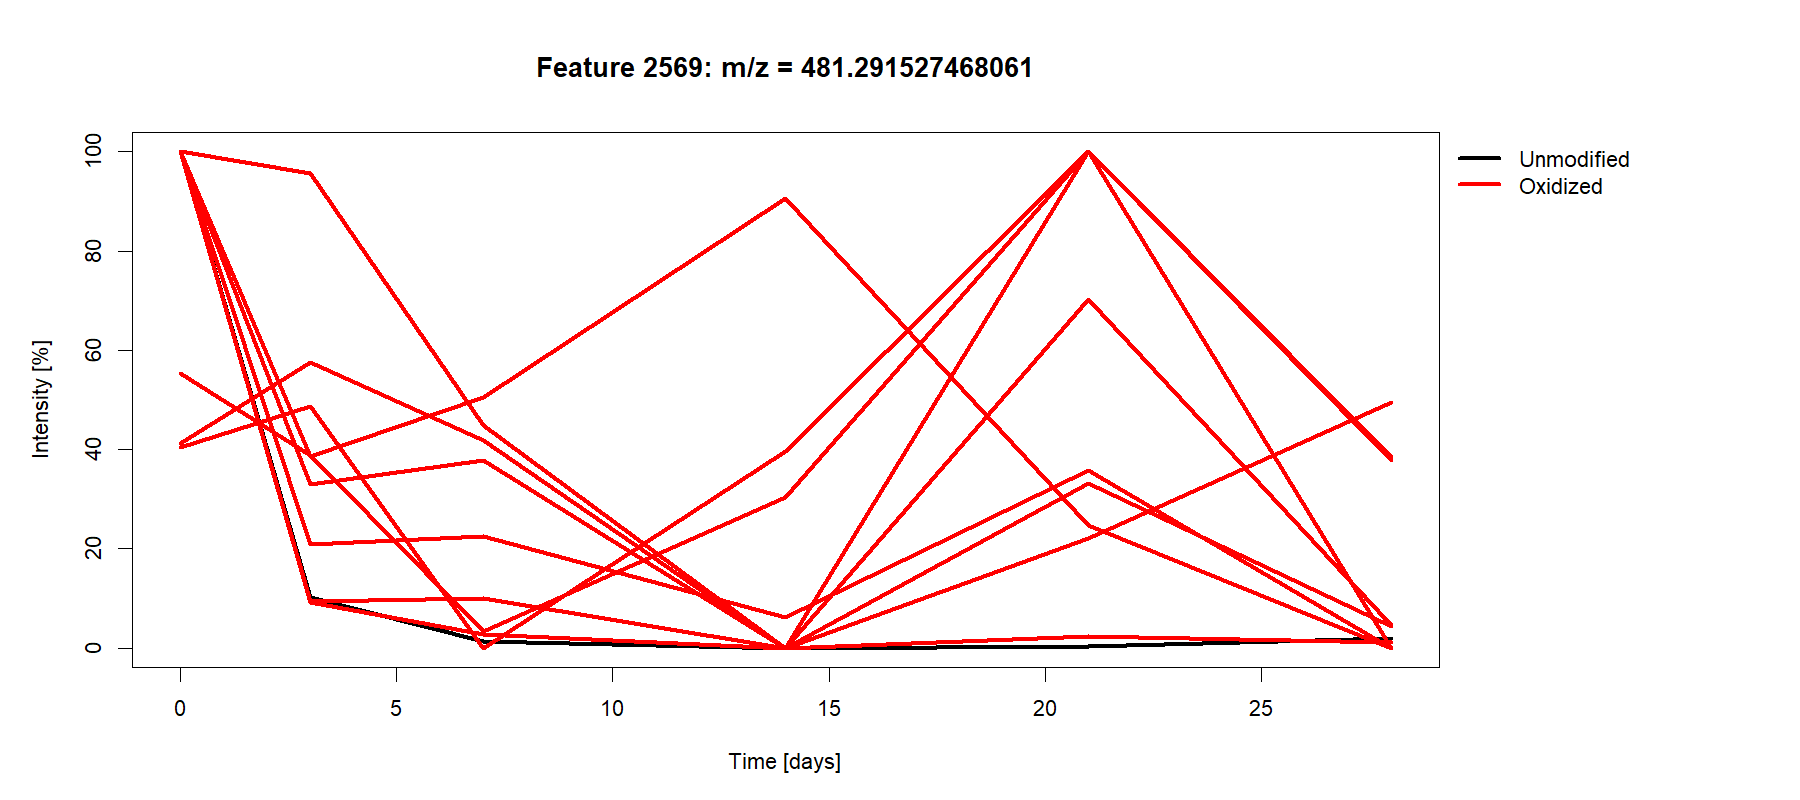 Feature 2569: m/z = 481.291527468061
100
80
60
40
20
0
Intensity [%]
0 5 10 15 20 25
Time [days]
Unmodified
Oxidized